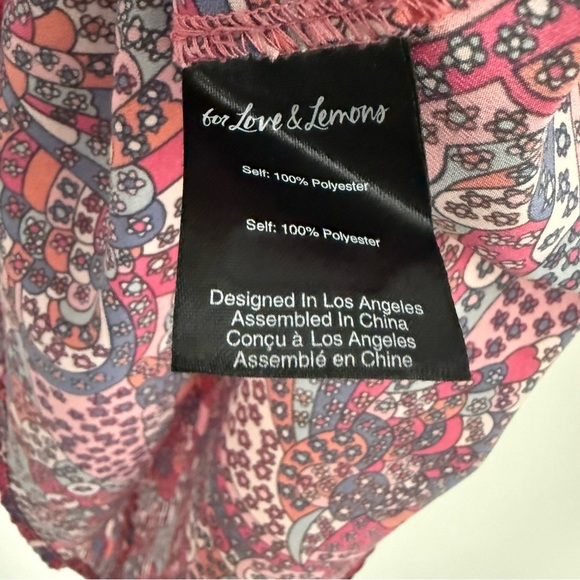 for Love & Lemons
Self: 100% Polyester
Self: 100% Polyester
Designed In Los Angeles
Assembled In China
Conçu à Los Angeles
Assemblé en Chine